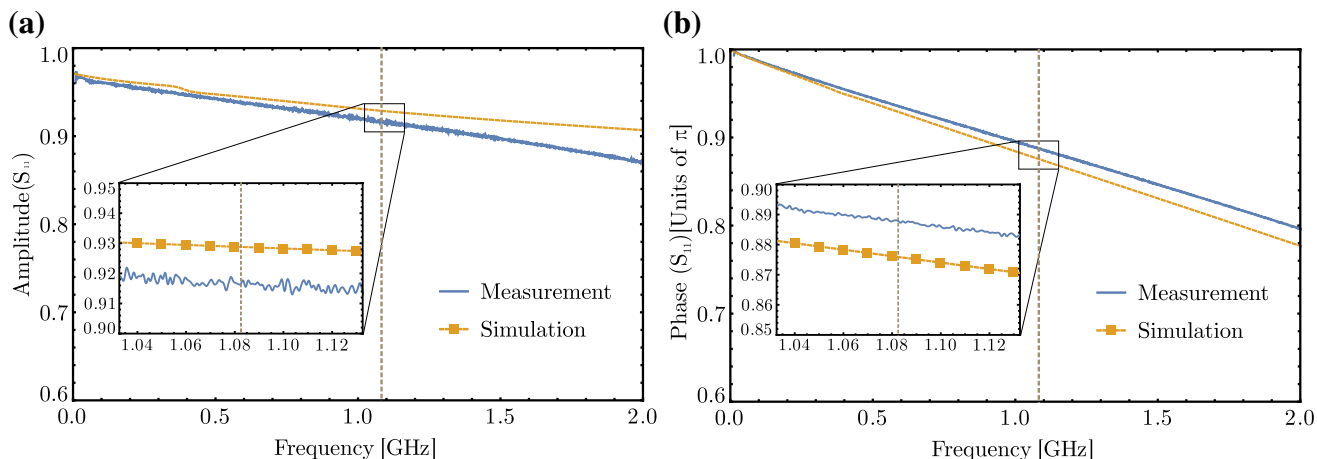 (a)
1.0
0.9
0.8
0.7
0.6
Amplitude(S₁₁)
0.0 0.5 1.0 1.5 2.0
Frequency [GHz]
0.95
0.94
0.93
0.92
0.91
0.90
1.04 1.06 1.08 1.10 1.12
Measurement
Simulation
(b)
1.0
0.9
0.8
0.7
0.6
Phase (S₁₁)[Units of π]
0.0 0.5 1.0 1.5 2.0
Frequency [GHz]
0.90
0.89
0.88
0.87
0.86
0.85
1.04 1.06 1.08 1.10 1.12
Measurement
Simulation